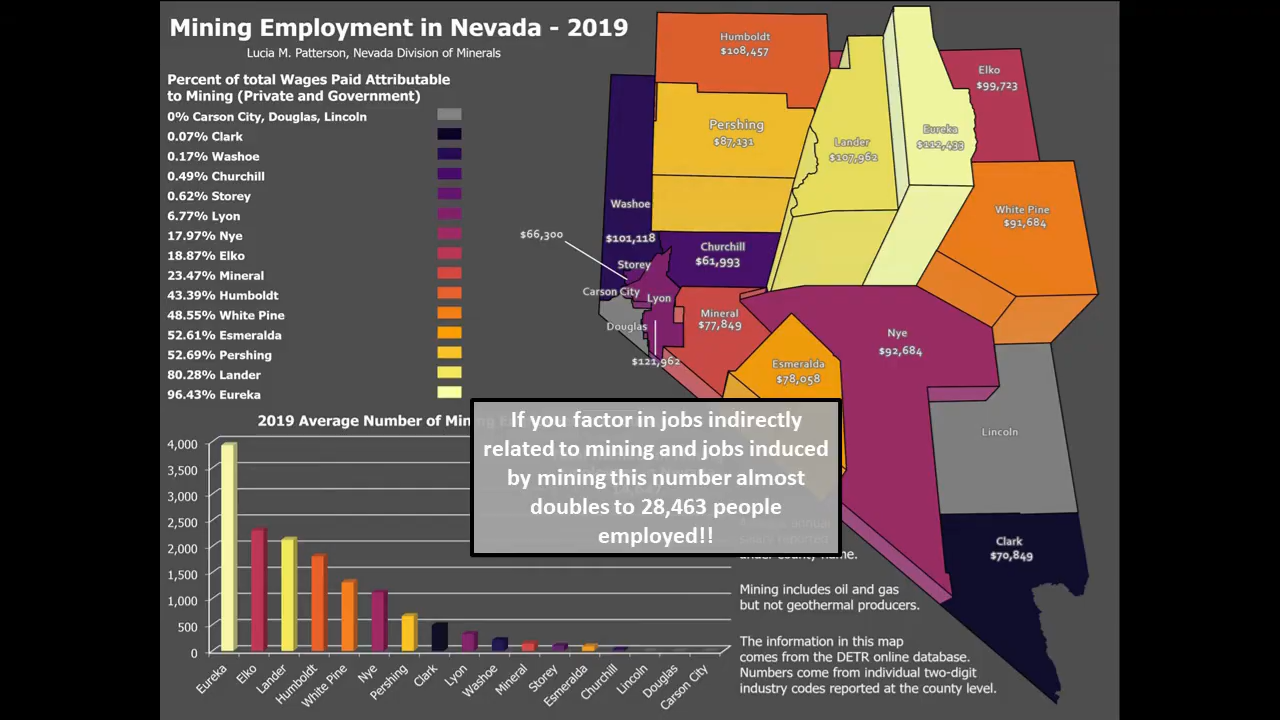 Mining Employment in Nevada - 2019
Lucia M. Patterson, Nevada Division of Minerals
Percent of total Wages Paid Attributable
to Mining (Private and Government)
0% Carson City, Douglas, Lincoln
0.07% Clark
0.17% Washoe
0.49% Churchill
0.62% Storey
6.77% Lyon
17.97% Nye
18.87% Elko
23.47% Mineral
43.39% Humboldt
48.55% White Pine
52.61% Esmeralda
52.69% Pershing
80.28% Lander
96.43% Eureka
Humboldt
$108,457
Elko
$99,723
Pershing
$87,131
Lander
$107,962
Eureka
$112,433
Washoe
$101,118
White Pine
$91,684
$66,300
Churchill
$61,993
Storey
Carson City
Lyon
Douglas
$121,962
Mineral
$77,849
Nye
$92,684
Esmeralda
$78,058
Lincoln
Clark
$70,849
2019 Average Number of
If you factor in jobs indirectly
related to mining and jobs induced
by mining this number almost
doubles to 28,463 people
employed!!
4,000
3,500
3,000
2,500
2,000
1,500
1,000
500
0
Eureka
Elko
Lander
Humboldt
White Pine
Nye
Pershing
Clark
Lyon
Washoe
Mineral
Storey
Esmeralda
Churchill
Lincoln
Douglas
Carson City
under county name.
Mining includes oil and gas
but not geothermal producers.
The information in this map
comes from the DETR online database.
Numbers come from individual two-digit
industry codes reported at the county level.